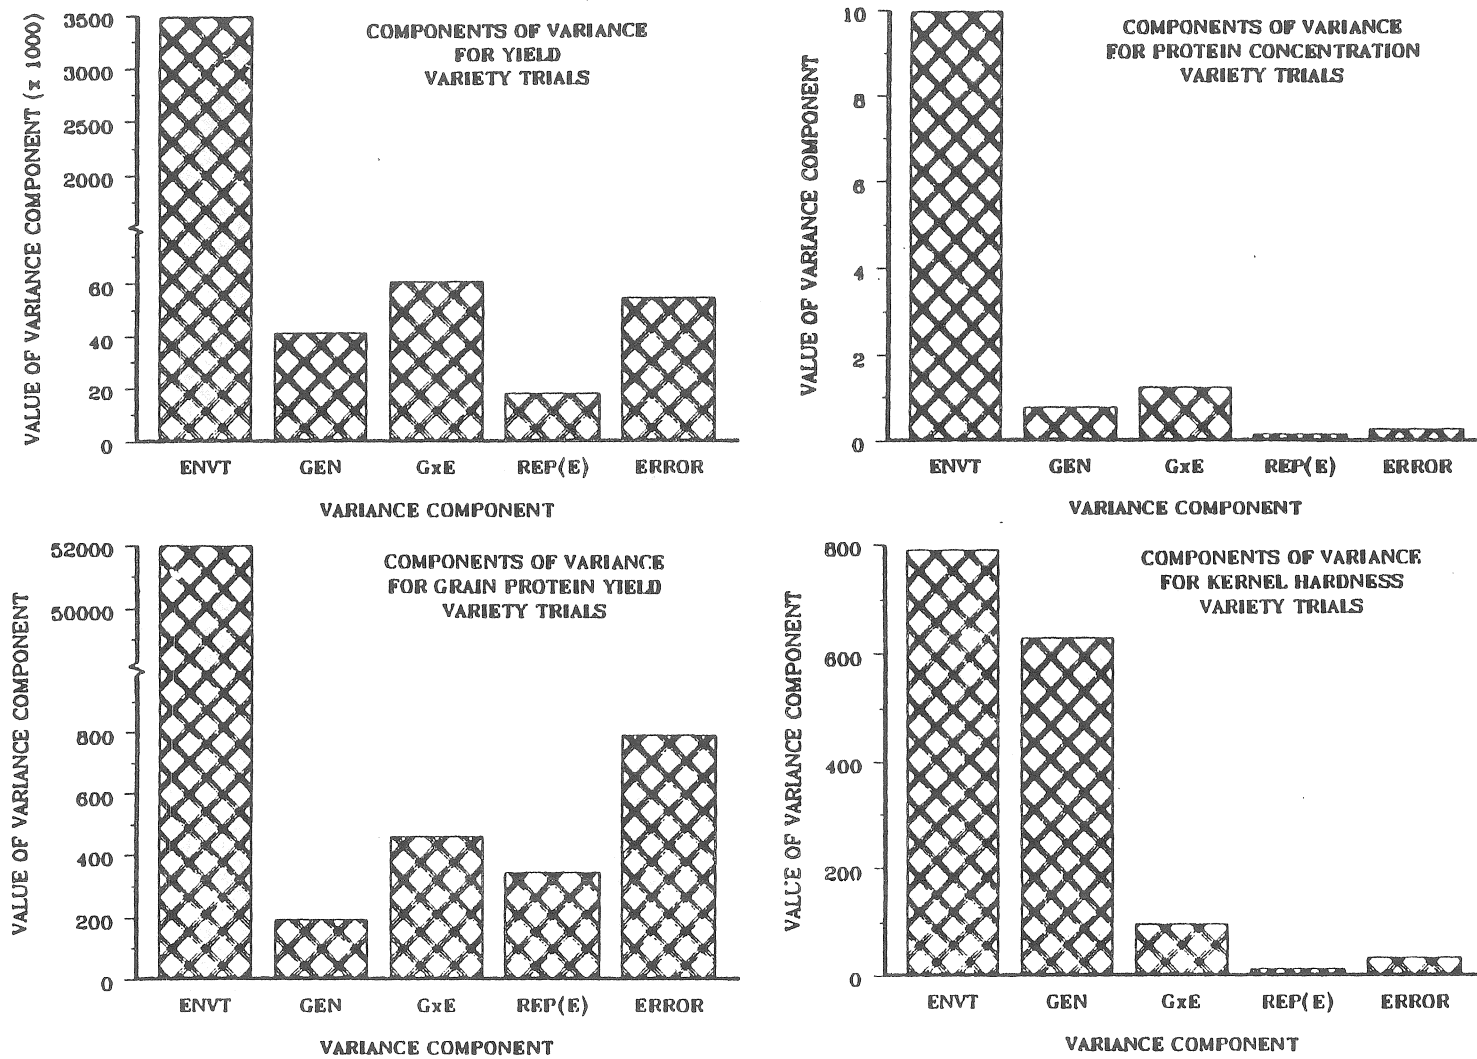 COMPONENTS OF VARIANCE
FOR YIELD
VARIETY TRIALS
VALUE OF VARIANCE COMPONENT (x 1000)
3500
3000
2500
2000
60
40
20
0
ENVT GEN GxE REP(E) ERROR
VARIANCE COMPONENT
COMPONENTS OF VARIANCE
FOR PROTEIN CONCENTRATION
VARIETY TRIALS
VALUE OF VARIANCE COMPONENT
10
8
6
4
2
0
ENVT GEN GxE REP(E) ERROR
VARIANCE COMPONENT
COMPONENTS OF VARIANCE
FOR GRAIN PROTEIN YIELD
VARIETY TRIALS
VALUE OF VARIANCE COMPONENT
52000
50000
800
600
400
200
0
ENVT GEN GxE REP(E) ERROR
VARIANCE COMPONENT
COMPONENTS OF VARIANCE
FOR KERNEL HARDNESS
VARIETY TRIALS
VALUE OF VARIANCE COMPONENT
800
600
400
200
0
ENVT GEN GxE REP(E) ERROR
VARIANCE COMPONENT